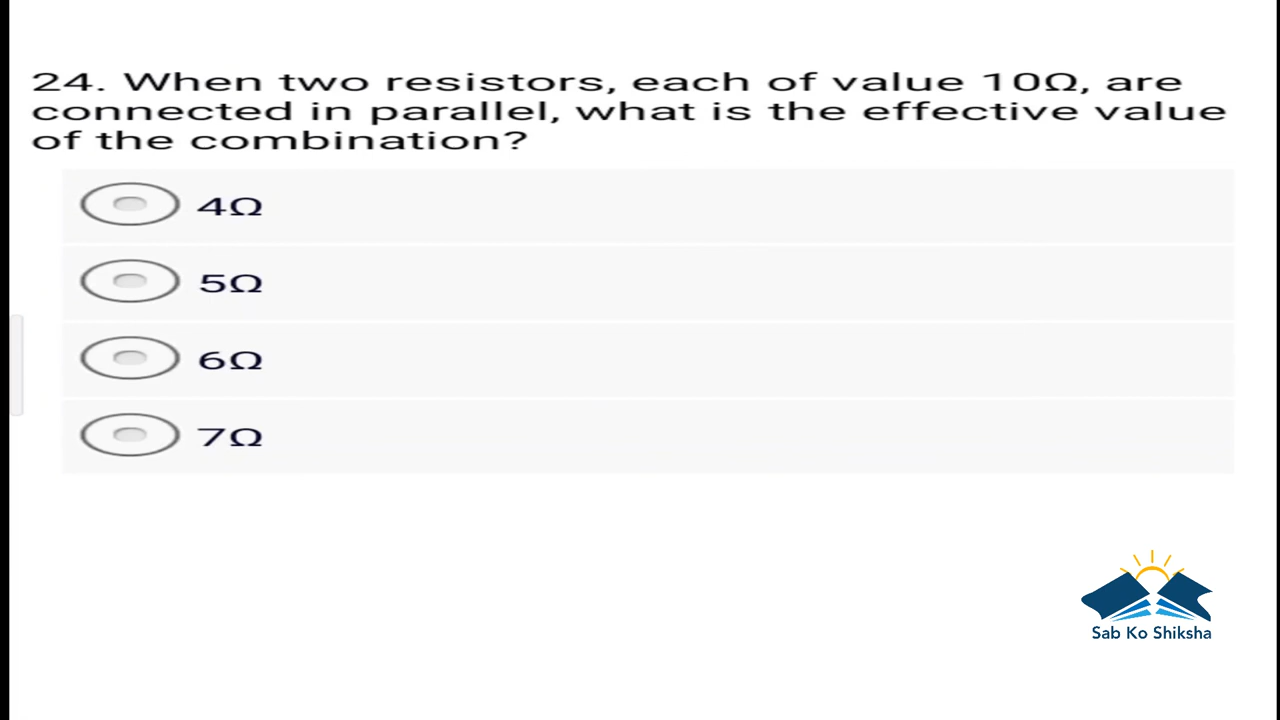 24. When two resistors, each of value 10Ω, are
connected in parallel, what is the effective value
of the combination?
4Ω
5Ω
6Ω
7Ω
Sab Ko Shiksha